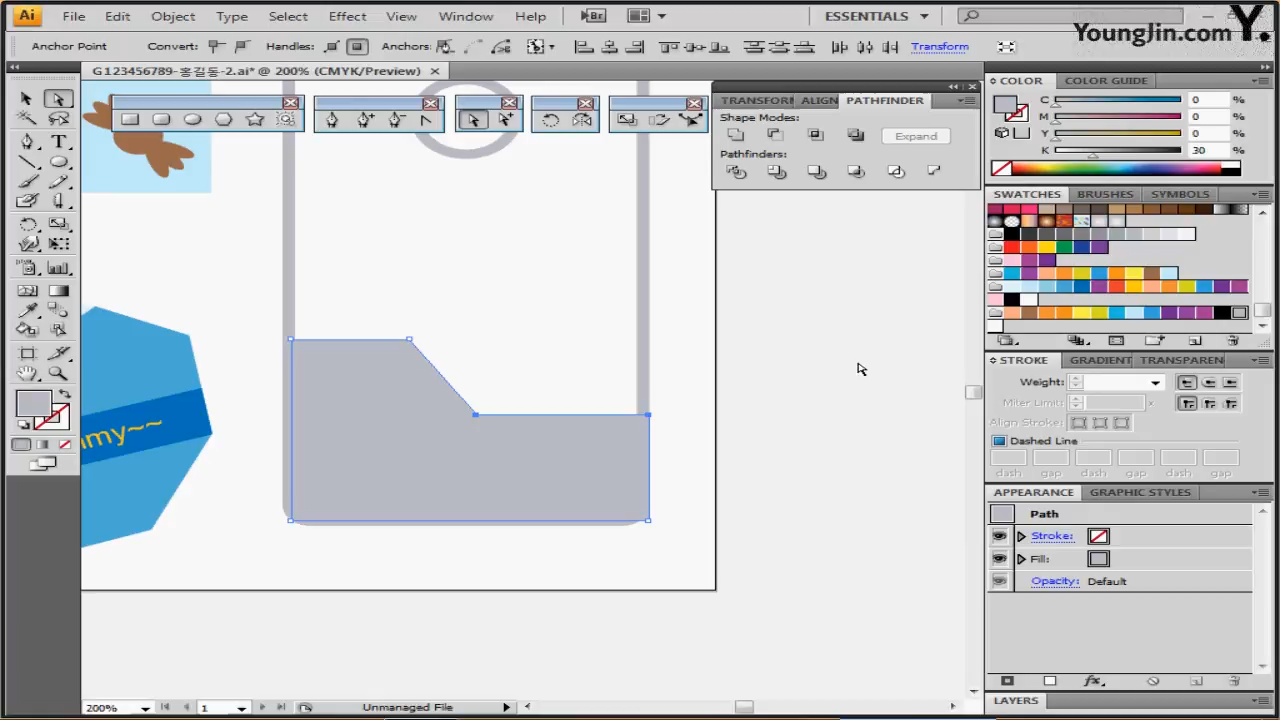 Ai File Edit Object Type Select Effect View Window Help Br ESSENTIALS
YoungJin.com Y.
Anchor Point Convert: Handles: Anchors: Transform
G123456789-홍길동-2.ai* @ 200% (CMYK/Preview)
TRANSFORM ALIGN PATHFINDER
Shape Modes:
Expand
Pathfinders:
COLOR COLOR GUIDE
C 0 %
M 0 %
Y 0 %
K 30 %
SWATCHES BRUSHES SYMBOLS
STROKE GRADIENT TRANSPAREN
Weight:
Miter Limit: x
Align Stroke:
Dashed Line
dash gap dash gap dash gap
APPEARANCE GRAPHIC STYLES
Path
Stroke:
Fill:
Opacity: Default
LAYERS
my~~
200% 1 Unmanaged File